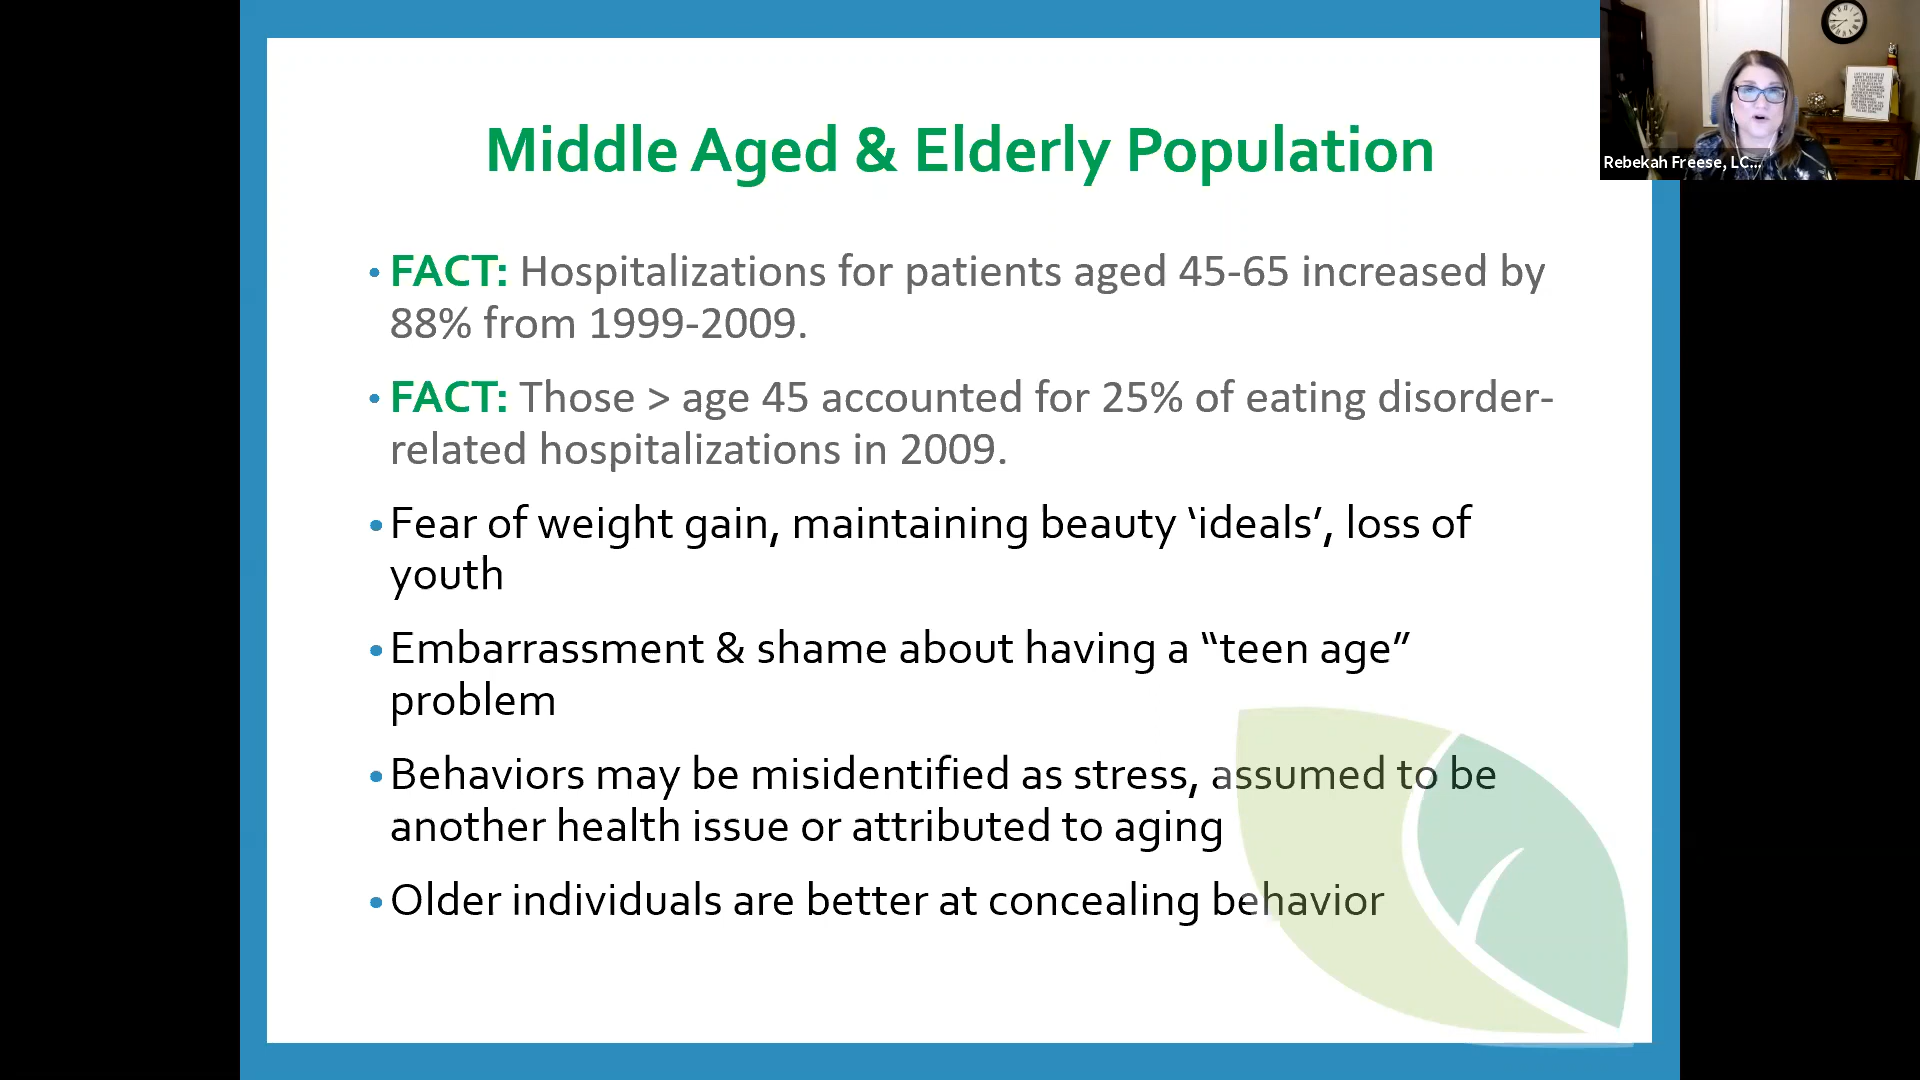 Middle Aged & Elderly Population
• FACT: Hospitalizations for patients aged 45-65 increased by
88% from 1999-2009.
• FACT: Those > age 45 accounted for 25% of eating disorder-
related hospitalizations in 2009.
• Fear of weight gain, maintaining beauty ‘ideals’, loss of
youth
• Embarrassment & shame about having a “teen age”
problem
• Behaviors may be misidentified as stress, assumed to be
another health issue or attributed to aging
• Older individuals are better at concealing behavior
Rebekah Freese, LC...